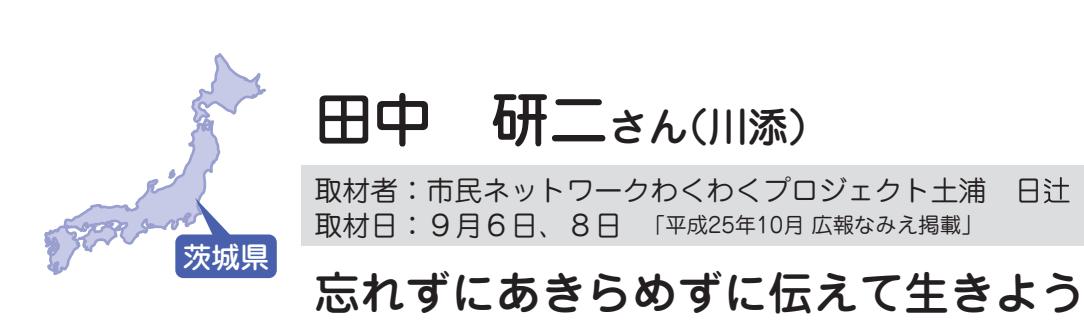 田中　研二さん（川添）
取材者：市民ネットワークわくわくプロジェクト土浦　日辻
取材日：９月６日、８日　「平成25年10月 広報なみえ掲載」
茨城県
忘れずにあきらめずに伝えて生きよう